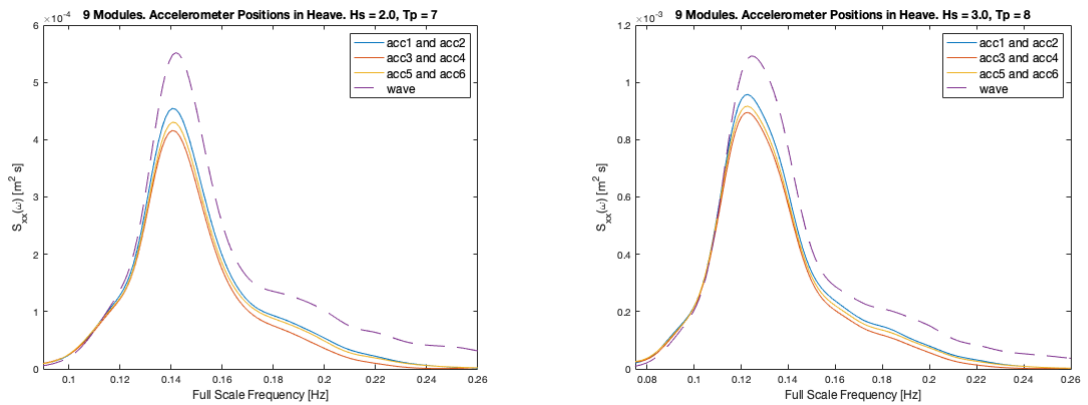 9 Modules. Accelerometer Positions in Heave. Hs = 2.0, Tp = 7
×10⁻⁴
6
5
4
3
2
1
0
S_xx(ω) [m² s]
acc1 and acc2
acc3 and acc4
acc5 and acc6
wave
0.1 0.12 0.14 0.16 0.18 0.2 0.22 0.24 0.26
Full Scale Frequency [Hz]
9 Modules. Accelerometer Positions in Heave. Hs = 3.0, Tp = 8
×10⁻³
1.2
1.0
0.8
0.6
0.4
0.2
0
S_xx(ω) [m² s]
acc1 and acc2
acc3 and acc4
acc5 and acc6
wave
0.08 0.1 0.12 0.14 0.16 0.18 0.2 0.22 0.24 0.26
Full Scale Frequency [Hz]